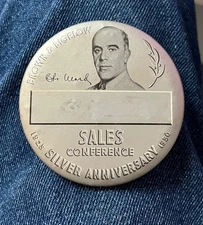 BROWN & BIGELOW
SALES
CONFERENCE
1925 SILVER ANNIVERSARY 1950